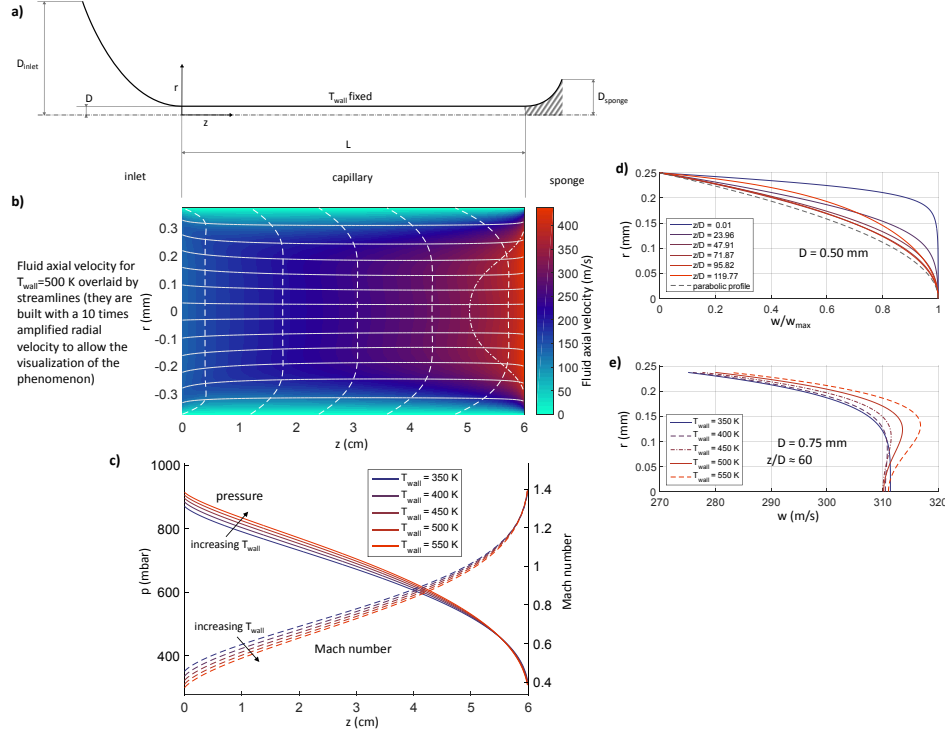 a)
D_inlet
D
r
z
T_wall fixed
D_sponge
L
inlet
capillary
sponge
b)
Fluid axial velocity for
T_wall=500 K overlaid by
streamlines (they are
built with a 10 times
amplified radial
velocity to allow the
visualization of the
phenomenon)
r (mm)
0.3
0.2
0.1
0
-0.1
-0.2
-0.3
0 1 2 3 4 5 6
z (cm)
400
350
300
250
200
150
100
50
0
Fluid axial velocity (m/s)
c)
p (mbar)
1000
800
600
400
pressure
increasing T_wall
increasing T_wall
Mach number
T_wall = 350 K
T_wall = 400 K
T_wall = 450 K
T_wall = 500 K
T_wall = 550 K
1.4
1.2
1
0.8
0.6
0.4
Mach number
0 1 2 3 4 5 6
z (cm)
d)
r (mm)
0.25
0.2
0.15
0.1
0.05
0
z/D = 0.01
z/D = 23.96
z/D = 47.91
z/D = 71.87
z/D = 95.82
z/D = 119.77
parabolic profile
D = 0.50 mm
0 0.2 0.4 0.6 0.8 1
w/w_max
e)
r (mm)
0.25
0.2
0.15
0.1
0.05
0
T_wall = 350 K
T_wall = 400 K
T_wall = 450 K
T_wall = 500 K
T_wall = 550 K
D = 0.75 mm
z/D ≈ 60
270 280 290 300 310 320
w (m/s)